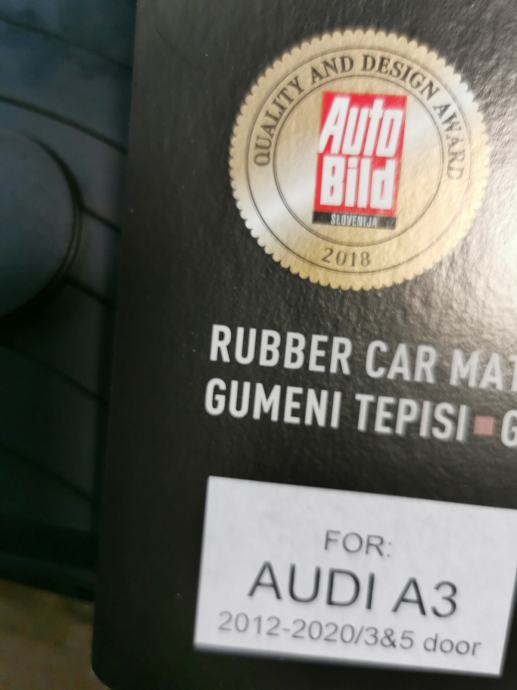 QUALITY AND DESIGN AWARD
Auto
Bild
SLOVENIJA
2018
RUBBER CAR MAT
GUMENI TEPISI ▪ G
FOR:
AUDI A3
2012-2020/3&5 door